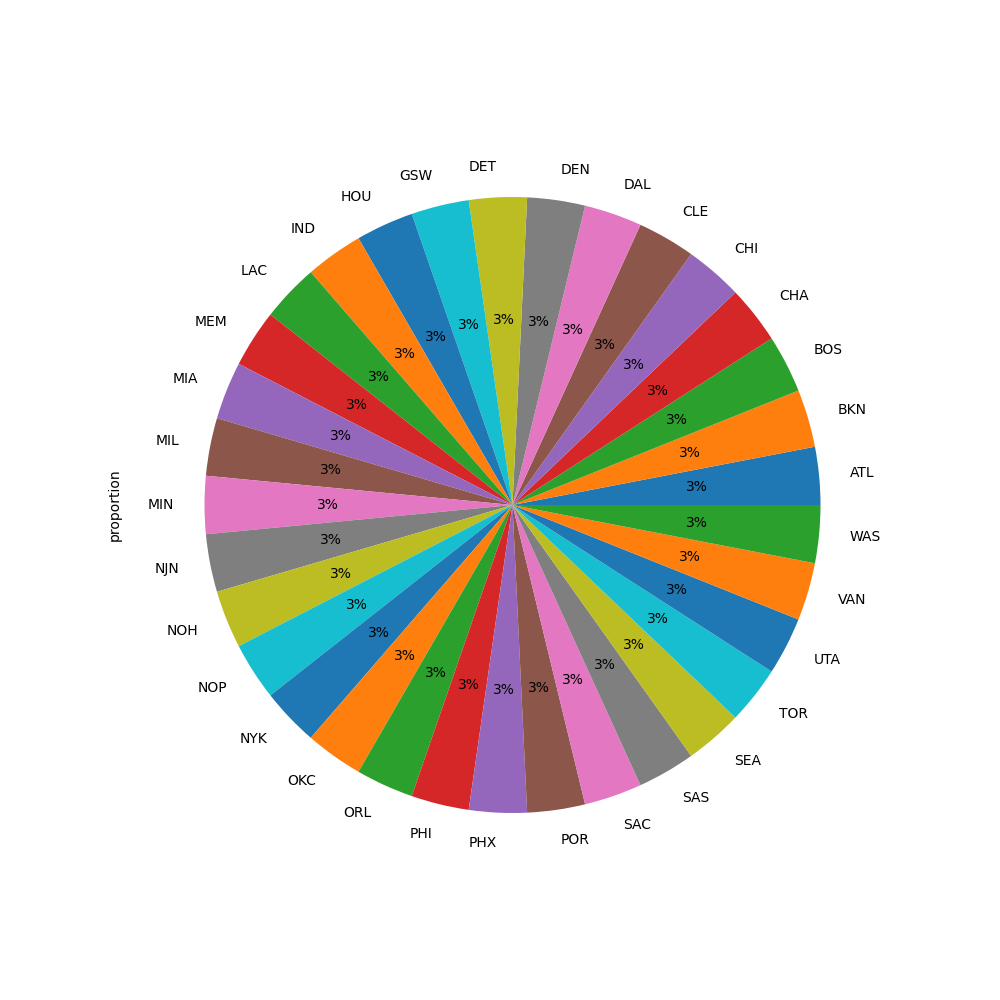 proportion
ATL
3%
BKN
3%
BOS
3%
CHA
3%
CHI
3%
CLE
3%
DAL
3%
DEN
3%
DET
3%
GSW
3%
HOU
3%
IND
3%
LAC
3%
MEM
3%
MIA
3%
MIL
3%
MIN
3%
NJN
3%
NOH
3%
NOP
3%
NYK
3%
OKC
3%
ORL
3%
PHI
3%
PHX
3%
POR
3%
SAC
3%
SAS
3%
SEA
3%
TOR
3%
UTA
3%
VAN
3%
WAS
3%